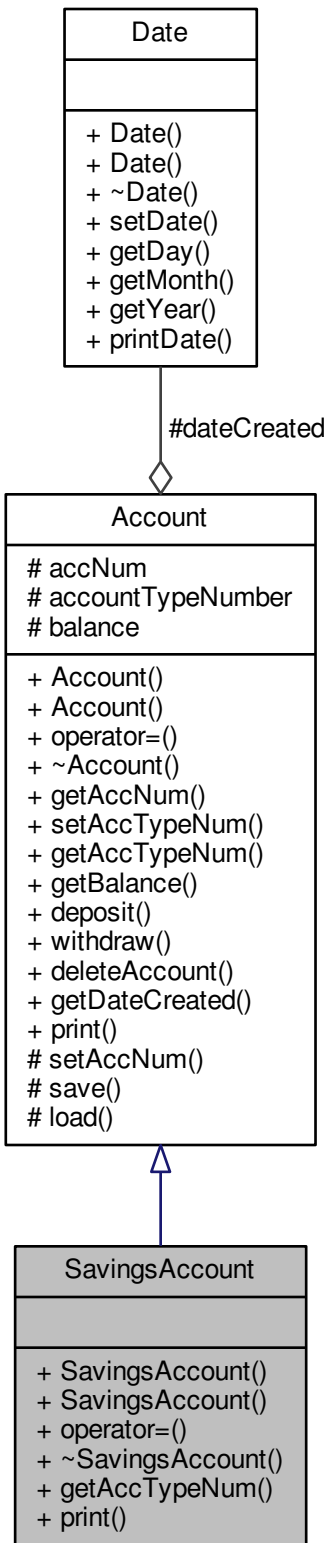 Date
+ Date()
+ Date()
+ ~Date()
+ setDate()
+ getDay()
+ getMonth()
+ getYear()
+ printDate()
#dateCreated
Account
# accNum
# accountTypeNumber
# balance
+ Account()
+ Account()
+ operator=()
+ ~Account()
+ getAccNum()
+ setAccTypeNum()
+ getAccTypeNum()
+ getBalance()
+ deposit()
+ withdraw()
+ deleteAccount()
+ getDateCreated()
+ print()
# setAccNum()
# save()
# load()
SavingsAccount
+ SavingsAccount()
+ SavingsAccount()
+ operator=()
+ ~SavingsAccount()
+ getAccTypeNum()
+ print()